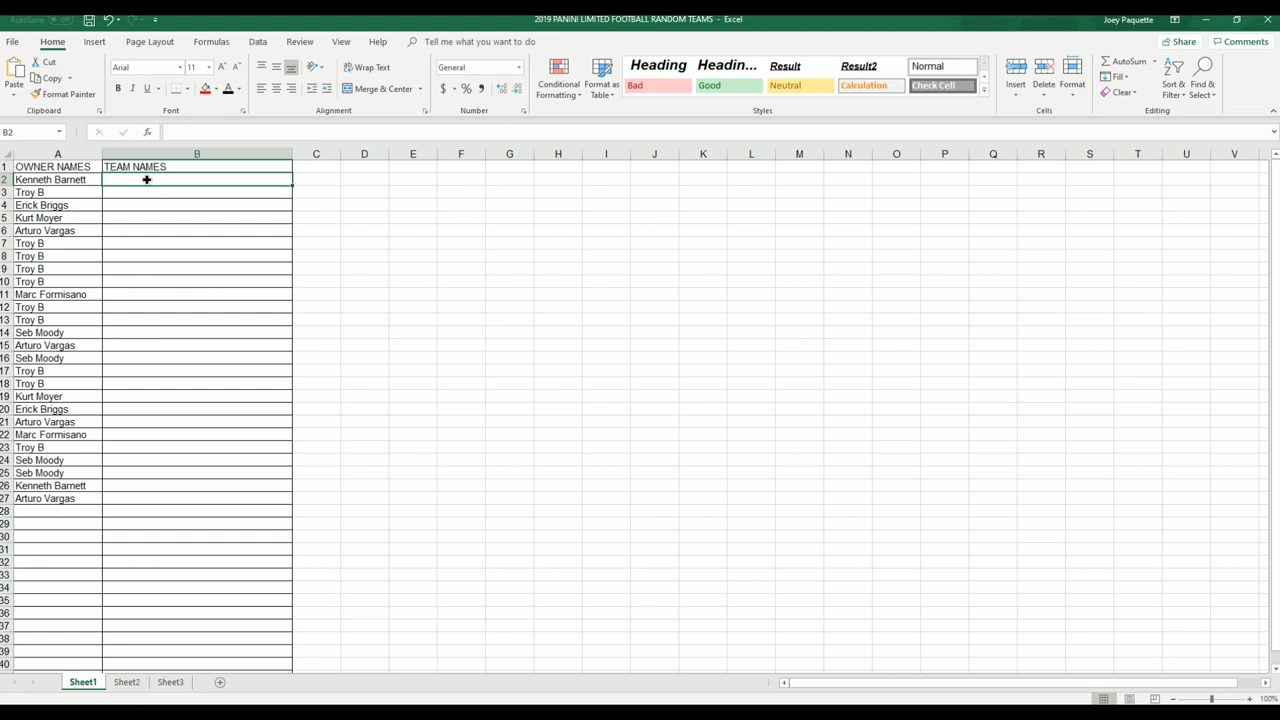 AutoSave Off 2019 PANINI LIMITED FOOTBALL RANDOM TEAMS - Excel Joey Paquette
File Home Insert Page Layout Formulas Data Review View Help Tell me what you want to do Share Comments
Paste Cut Copy Format Painter
Clipboard
Arial 11
B I U A
Font
Wrap Text
Merge & Center
Alignment
General
$ % 9
Number
Conditional Formatting
Format as Table
Heading Headin... Result Result2 Normal
Bad Good Neutral Calculation Check Cell
Styles
Insert Delete Format
Cells
AutoSum
Fill
Clear
Sort & Filter
Find & Select
Editing
B2 fx
A B C D E F G H I J K L M N O P Q R S T U V
1 OWNER NAMES TEAM NAMES
2 Kenneth Barnett
3 Troy B
4 Erick Briggs
5 Kurt Moyer
6 Arturo Vargas
7 Troy B
8 Troy B
9 Troy B
10 Troy B
11 Marc Formisano
12 Troy B
13 Troy B
14 Seb Moody
15 Arturo Vargas
16 Seb Moody
17 Troy B
18 Troy B
19 Kurt Moyer
20 Erick Briggs
21 Arturo Vargas
22 Marc Formisano
23 Troy B
24 Seb Moody
25 Seb Moody
26 Kenneth Barnett
27 Arturo Vargas
28
29
30
31
32
33
34
35
36
37
38
39
40
Sheet1 Sheet2 Sheet3
100%